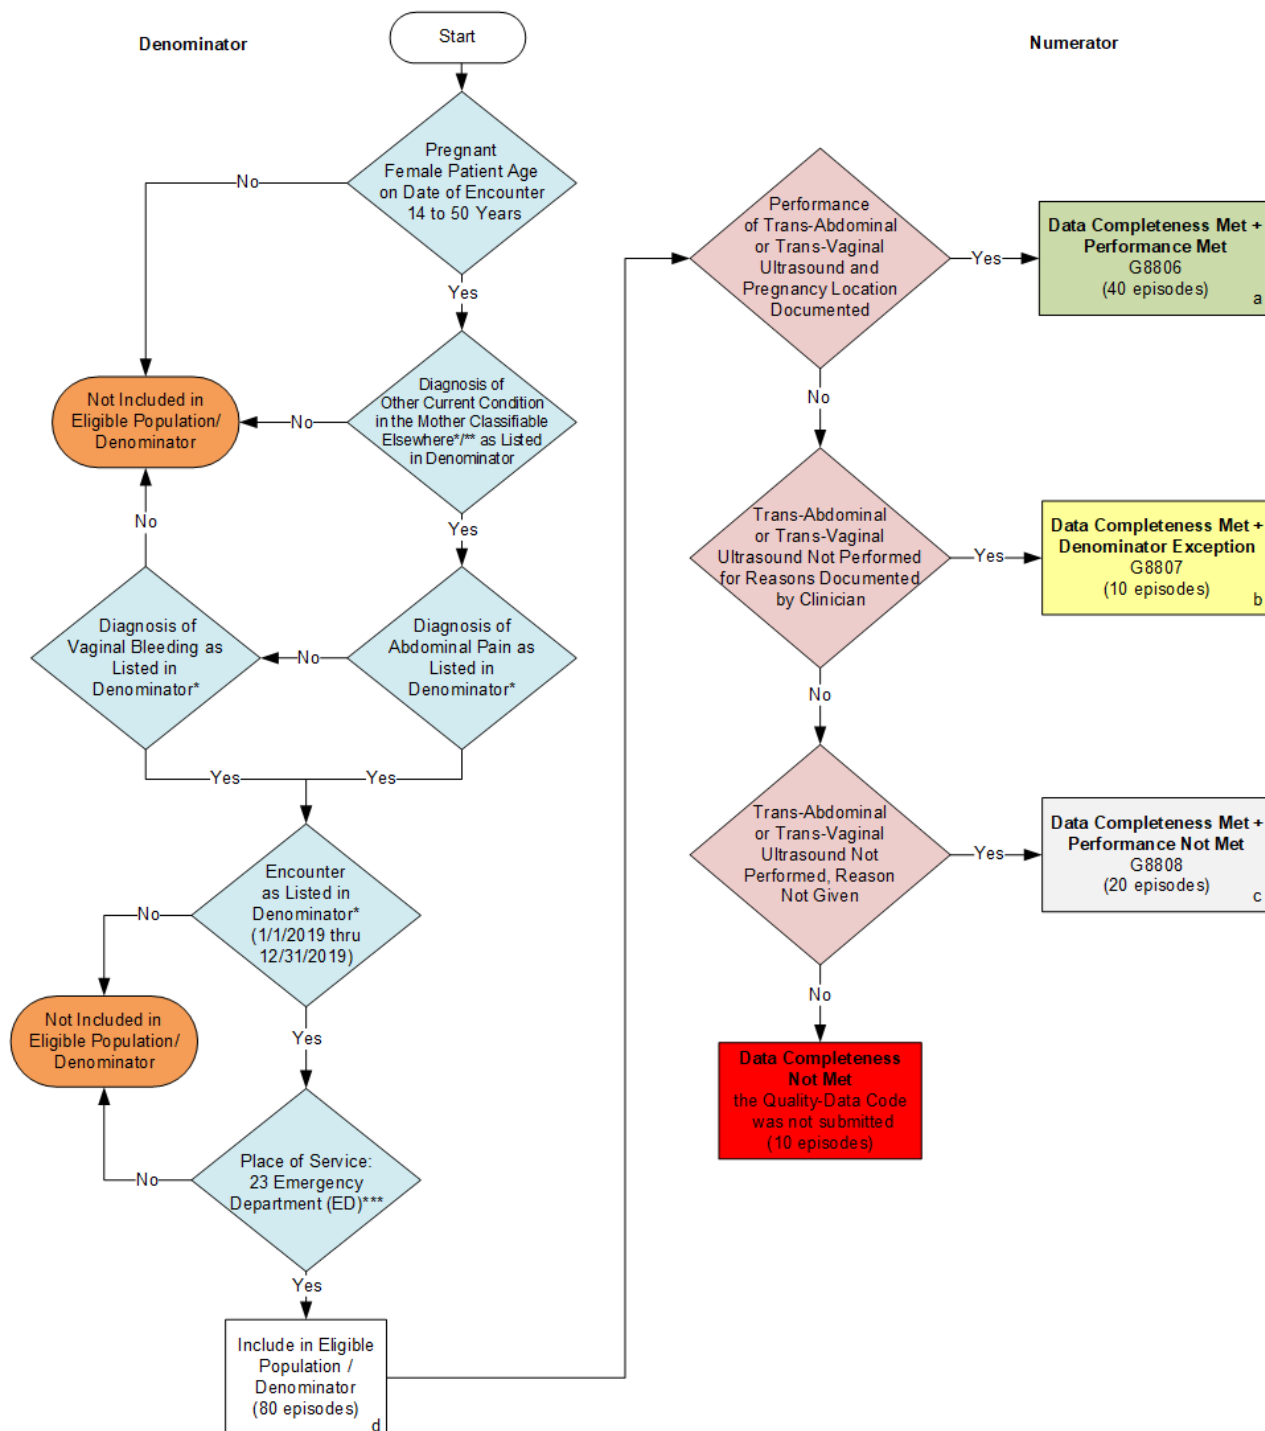 Denominator
Start
Numerator
Pregnant
Female Patient Age
on Date of Encounter
14 to 50 Years
No
Yes
Diagnosis of
Other Current Condition
in the Mother Classifiable
Elsewhere*/** as Listed
in Denominator
No
Not Included in
Eligible Population/
Denominator
Yes
No
Diagnosis of
Abdominal Pain as
Listed in
Denominator*
No
Diagnosis of
Vaginal Bleeding as
Listed in
Denominator*
Yes
Yes
Encounter
as Listed in
Denominator*
(1/1/2019 thru
12/31/2019)
No
Not Included in
Eligible Population/
Denominator
Yes
Place of Service:
23 Emergency
Department (ED)***
No
Yes
Include in Eligible
Population /
Denominator
(80 episodes)
d
Performance
of Trans-Abdominal
or Trans-Vaginal
Ultrasound and
Pregnancy Location
Documented
Yes
Data Completeness Met +
Performance Met
G8806
(40 episodes)
a
No
Trans-Abdominal
or Trans-Vaginal
Ultrasound Not Performed
for Reasons Documented
by Clinician
Yes
Data Completeness Met +
Denominator Exception
G8807
(10 episodes)
b
No
Trans-Abdominal
or Trans-Vaginal
Ultrasound Not
Performed, Reason
Not Given
Yes
Data Completeness Met +
Performance Not Met
G8808
(20 episodes)
c
No
Data Completeness
Not Met
the Quality-Data Code
was not submitted
(10 episodes)